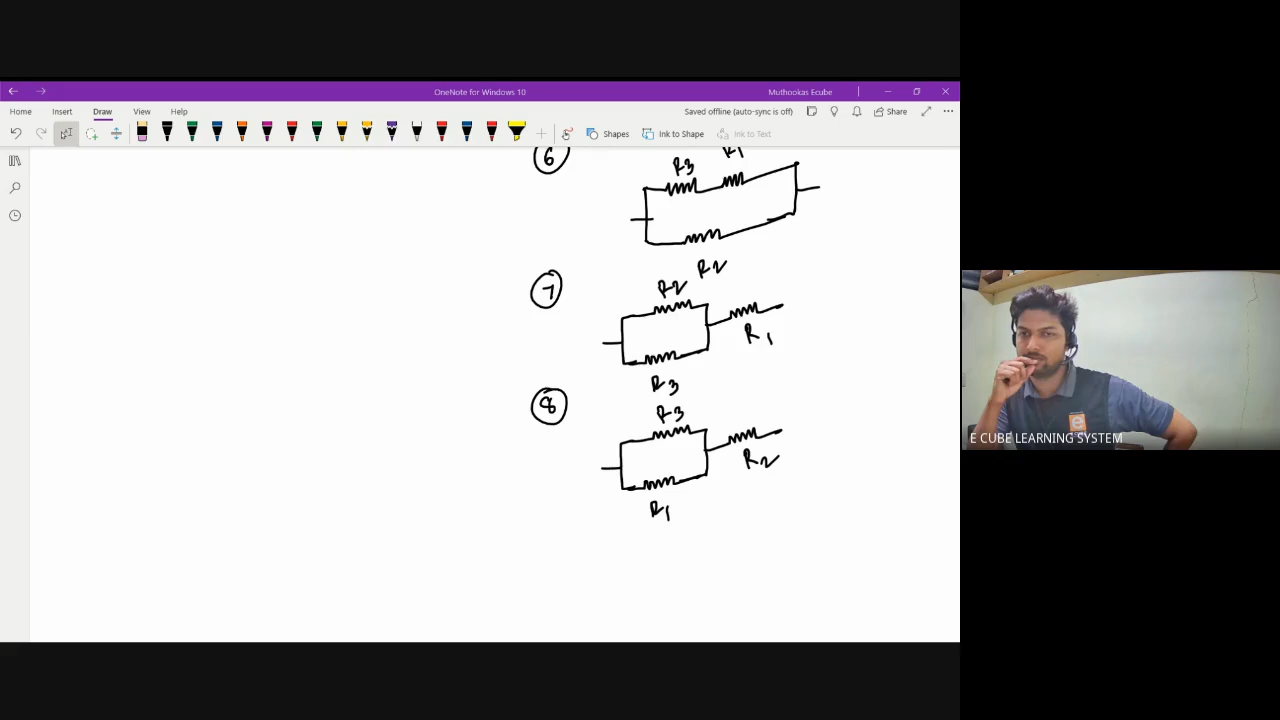 OneNote for Windows 10
Muthookas Ecube
Home Insert Draw View Help
Saved offline (auto-sync is off)
Share
Shapes
Ink to Shape
Ink to Text
6
R3 R1
R2
7
R2
R1
R3
8
R3
R2
R1
E CUBE LEARNING SYSTEM